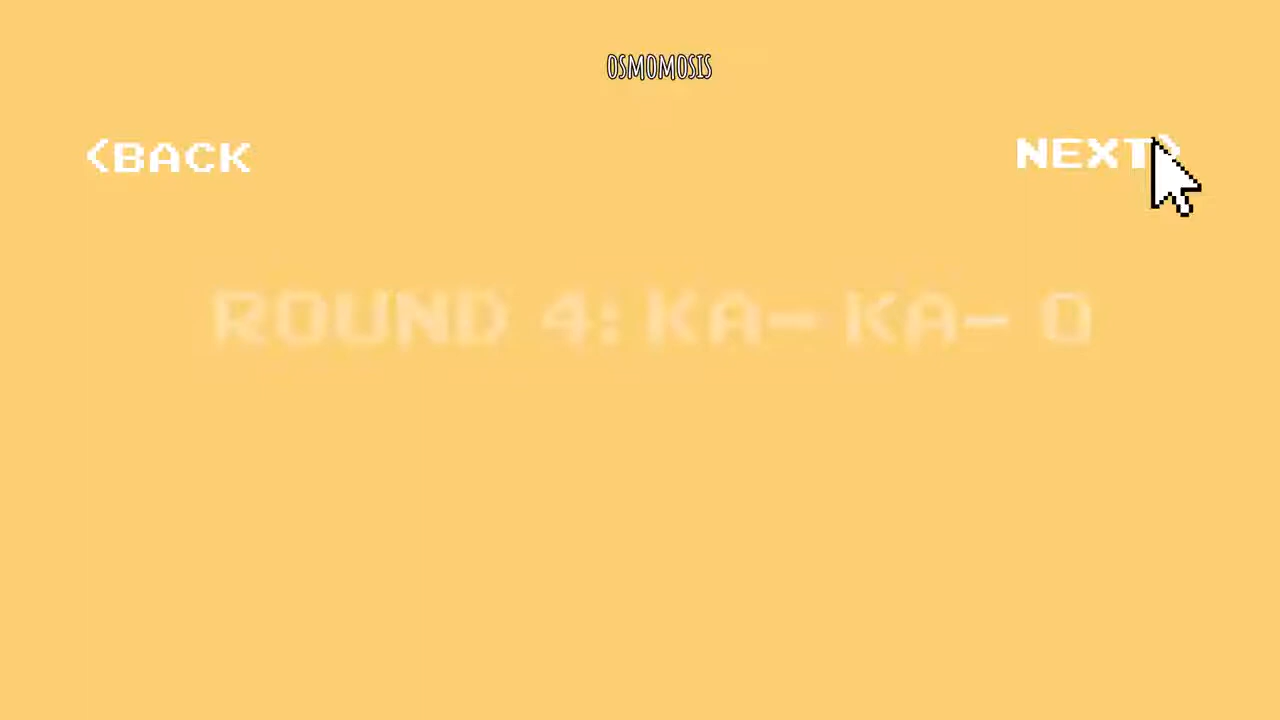 OSMOMOSIS
<BACK
NEXT>
ROUND 4: KA- KA- O